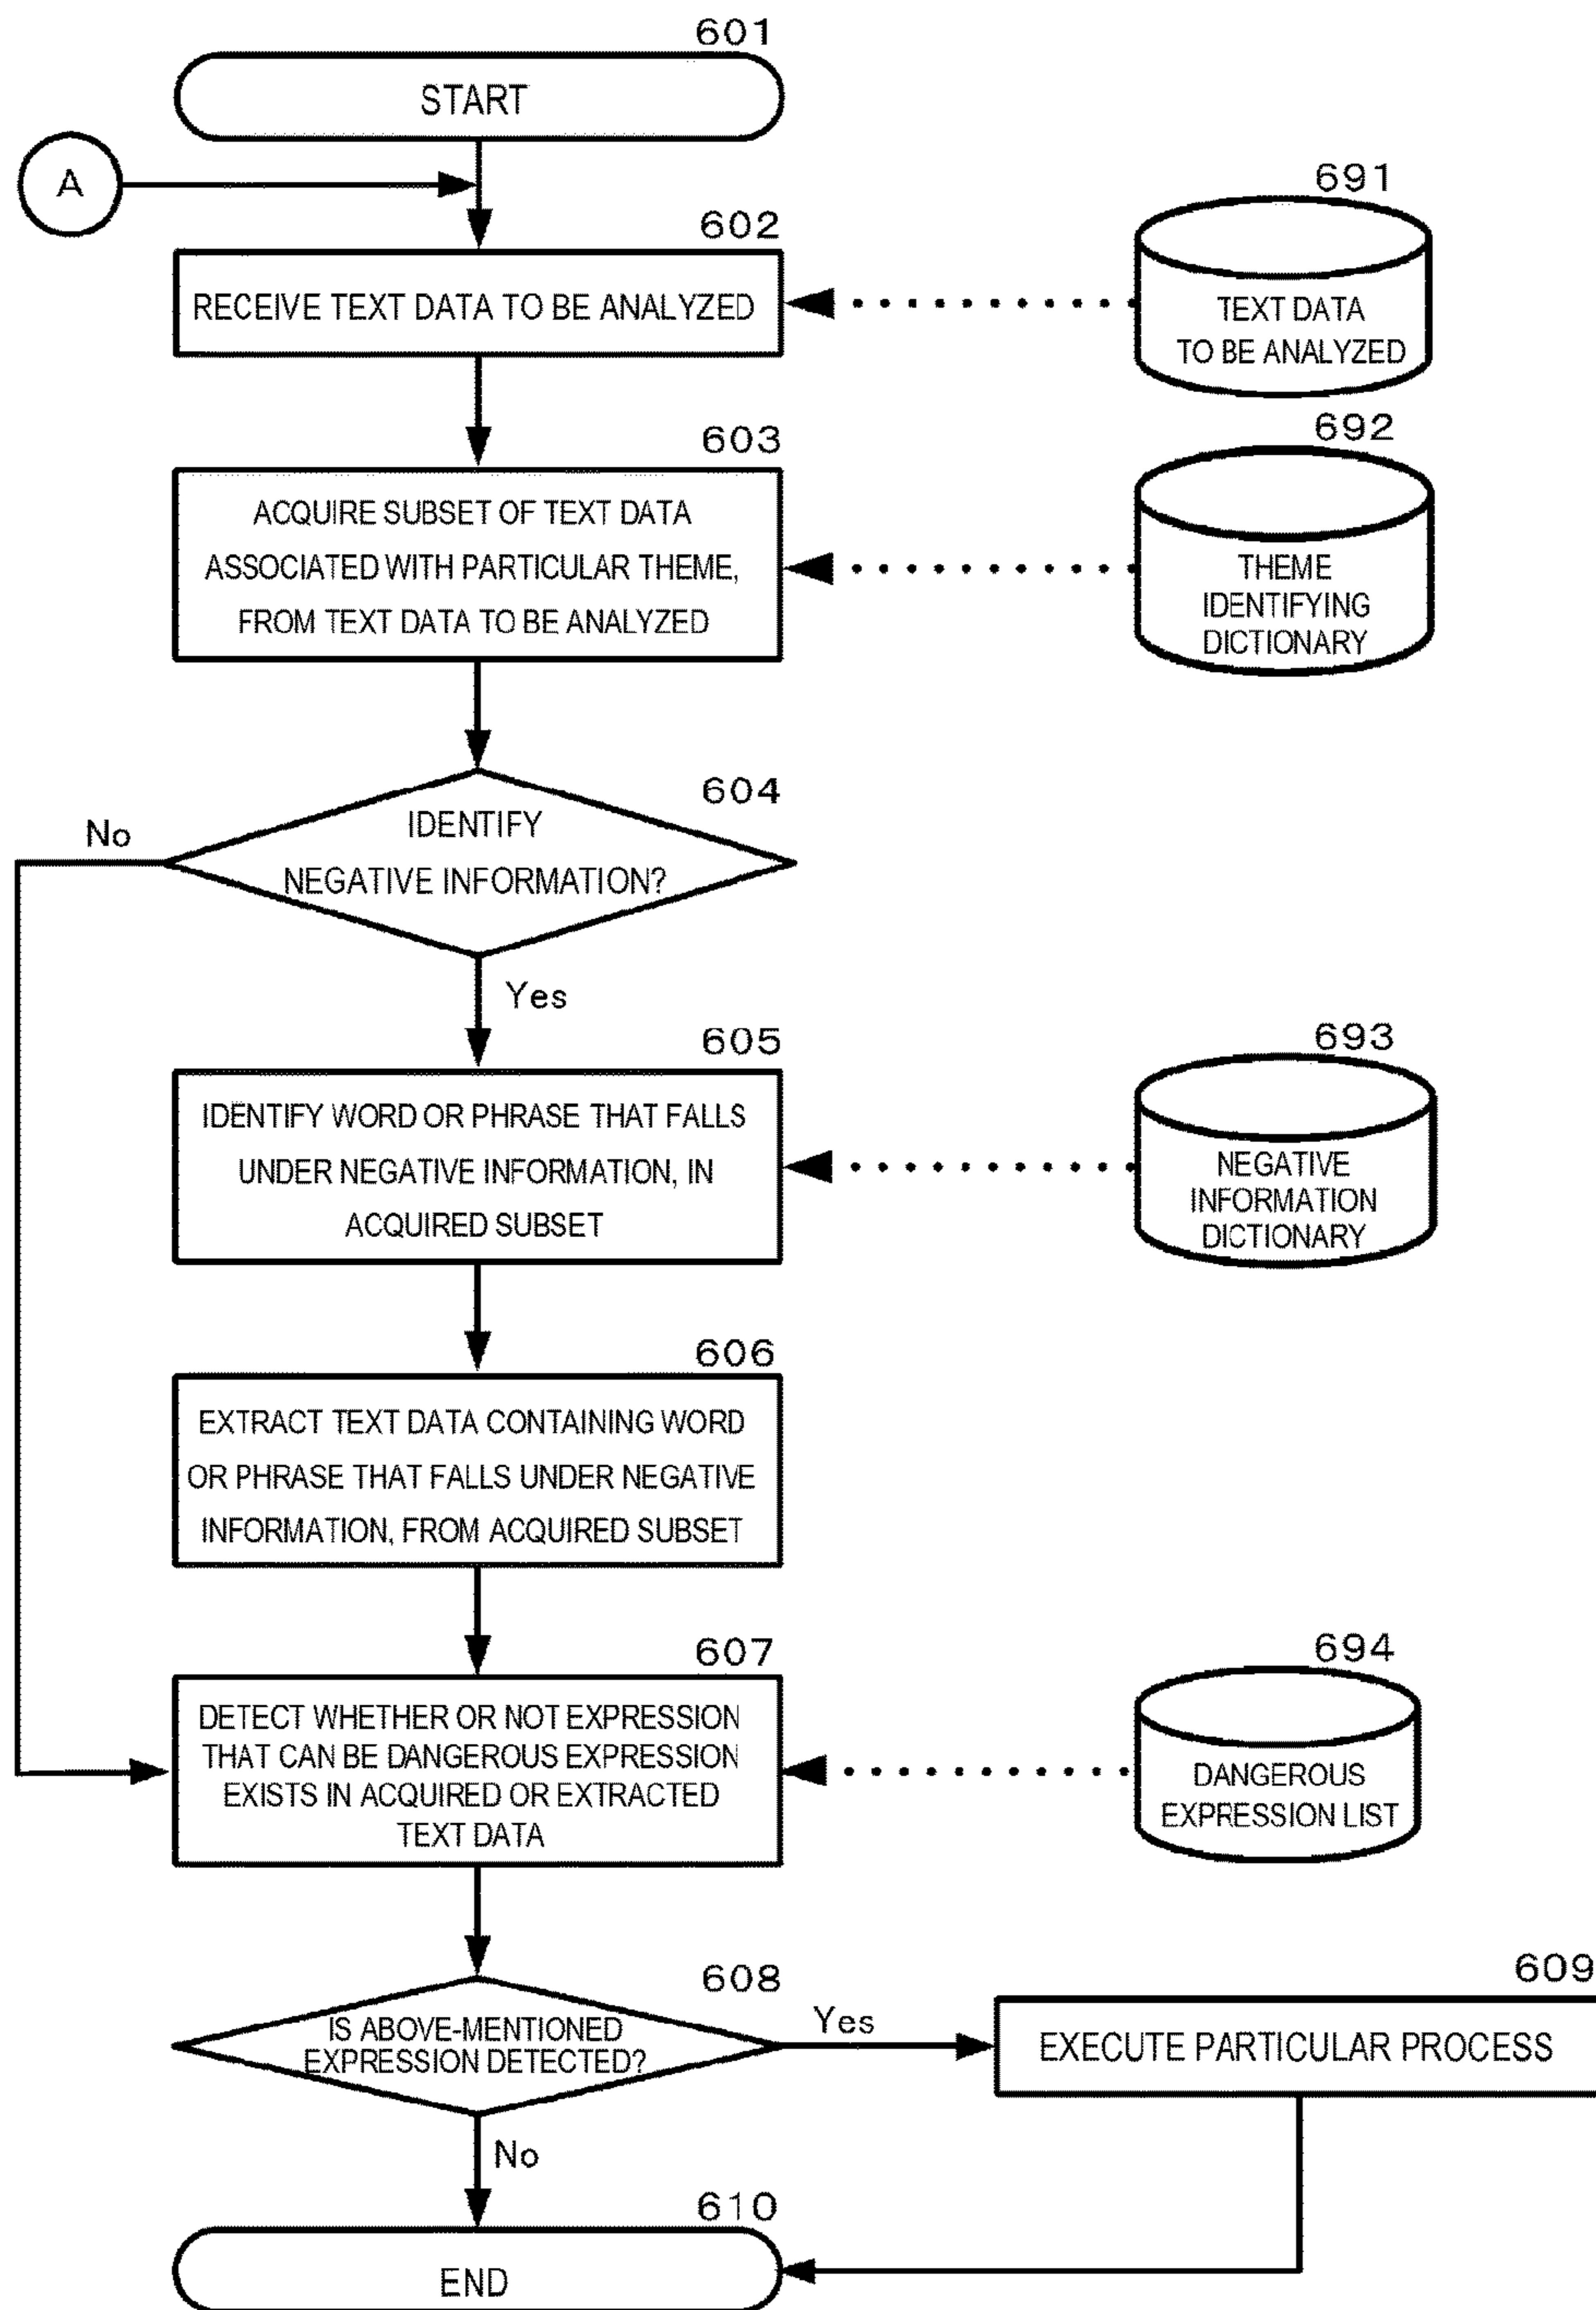 601
START
A
691
602
RECEIVE TEXT DATA TO BE ANALYZED
TEXT DATA
TO BE ANALYZED
603
692
ACQUIRE SUBSET OF TEXT DATA
ASSOCIATED WITH PARTICULAR THEME,
FROM TEXT DATA TO BE ANALYZED
THEME
IDENTIFYING
DICTIONARY
604
IDENTIFY
NEGATIVE INFORMATION?
No
Yes
605
693
IDENTIFY WORD OR PHRASE THAT FALLS
UNDER NEGATIVE INFORMATION, IN
ACQUIRED SUBSET
NEGATIVE
INFORMATION
DICTIONARY
606
EXTRACT TEXT DATA CONTAINING WORD
OR PHRASE THAT FALLS UNDER NEGATIVE
INFORMATION, FROM ACQUIRED SUBSET
607
694
DETECT WHETHER OR NOT EXPRESSION
THAT CAN BE DANGEROUS EXPRESSION
EXISTS IN ACQUIRED OR EXTRACTED
TEXT DATA
DANGEROUS
EXPRESSION LIST
608
IS ABOVE-MENTIONED
EXPRESSION DETECTED?
Yes
609
EXECUTE PARTICULAR PROCESS
No
610
END